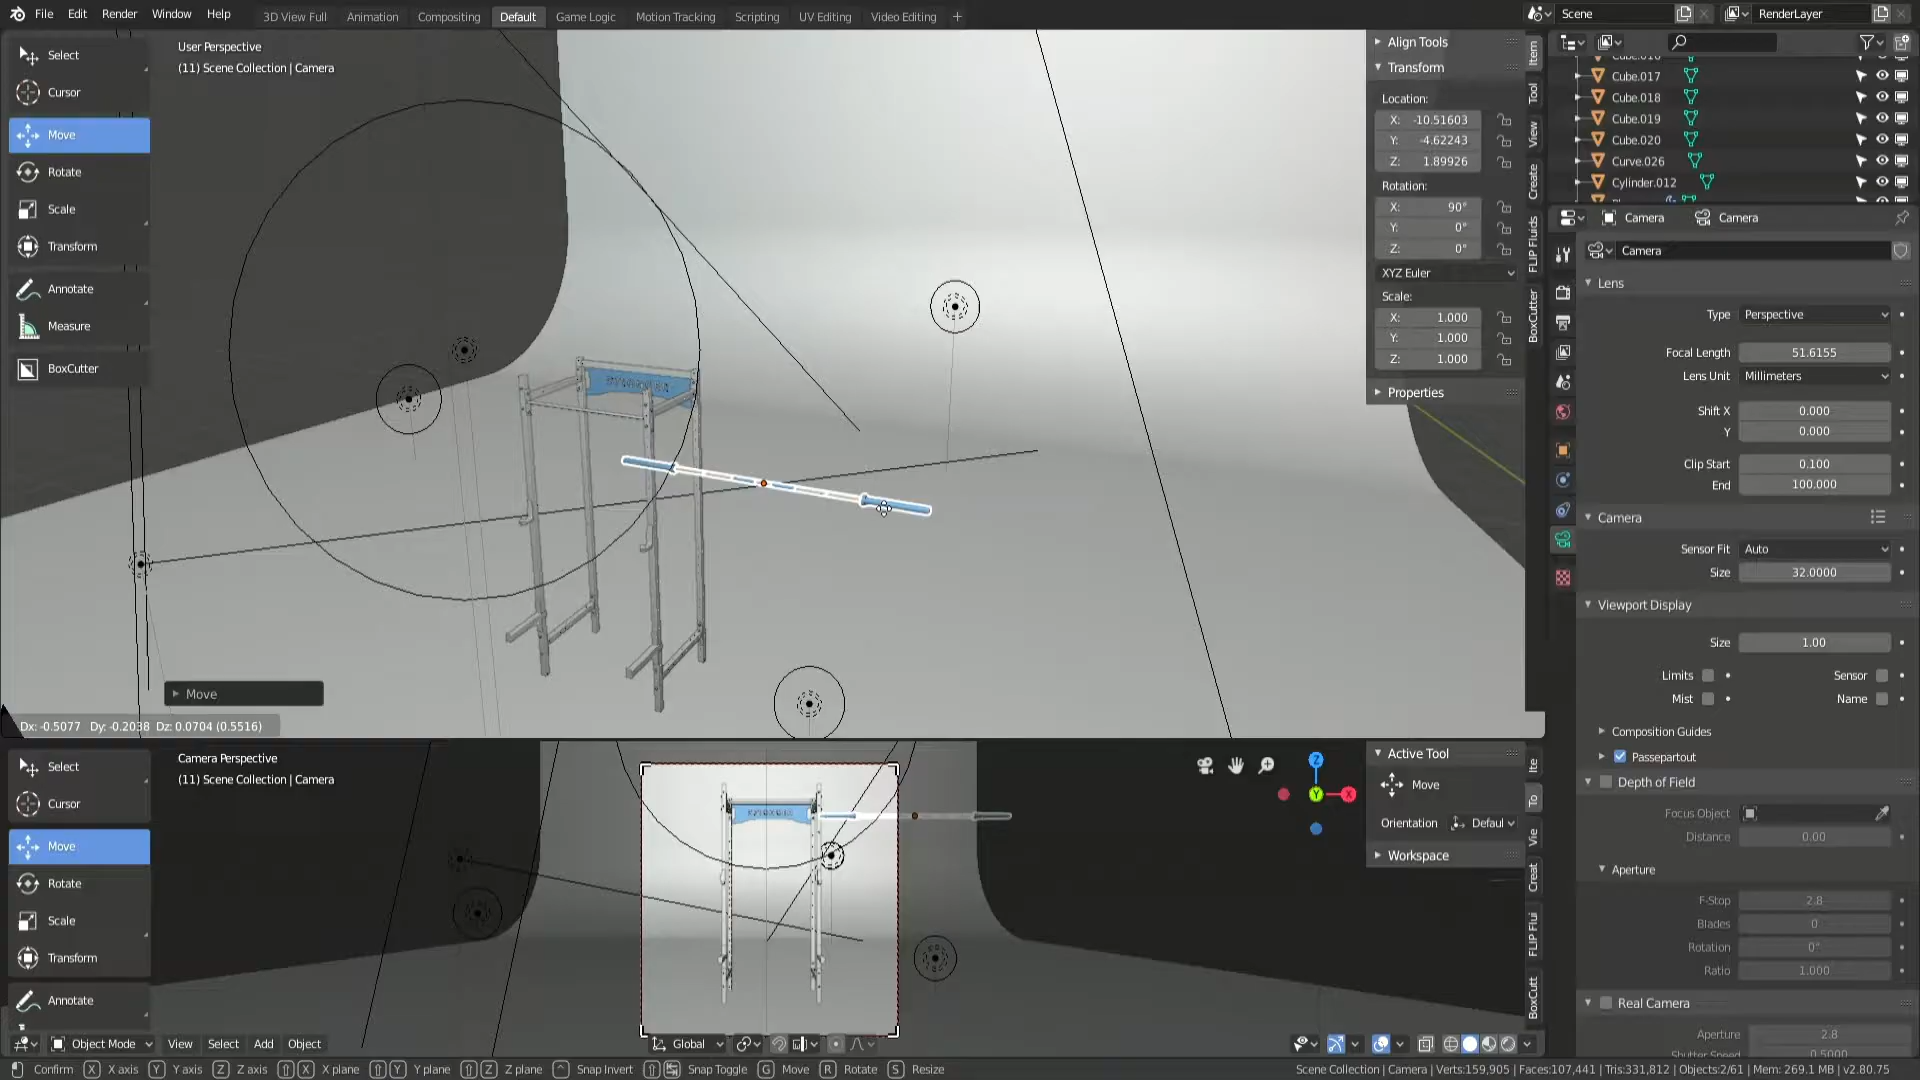 File Edit Render Window Help
3D View Full Animation Compositing Default Game Logic Motion Tracking Scripting UV Editing Video Editing +
Scene
RenderLayer
Select
Cursor
Move
Rotate
Scale
Transform
Annotate
Measure
BoxCutter
User Perspective
(11) Scene Collection | Camera
Move
Dx: -0.5077 Dy: -0.2038 Dz: 0.0704 (0.5516)
Align Tools
Transform
Location:
X: -10.51603
Y: -4.62243
Z: 1.89926
Rotation:
X: 90°
Y: 0°
Z: 0°
XYZ Euler
Scale:
X: 1.000
Y: 1.000
Z: 1.000
Properties
Item
Tool
View
Create
FLIP Fluids
BoxCutter
Cube.017
Cube.018
Cube.019
Cube.020
Curve.026
Cylinder.012
Camera Camera
Camera
Lens
Type Perspective
Focal Length 51.6155
Lens Unit Millimeters
Shift X 0.000
Y 0.000
Clip Start 0.100
End 100.000
Camera
Sensor Fit Auto
Size 32.0000
Viewport Display
Size 1.00
Limits Sensor
Mist Name
Composition Guides
Passepartout
Depth of Field
Focus Object
Distance 0.00
Aperture
F-Stop 2.8
Blades 0
Rotation 0°
Ratio 1.000
Real Camera
Aperture 2.8
Shutter Speed 0.5000
Select
Cursor
Move
Rotate
Scale
Transform
Annotate
Camera Perspective
(11) Scene Collection | Camera
Z
Y
X
Active Tool
Move
Orientation Defaul
Workspace
Ite
To
Vie
Creat
FLIP Flui
BoxCutt
Object Mode View Select Add Object
Global
Confirm X X axis Y Y axis Z Z axis X X plane Y Y plane Z Z plane Snap Invert Snap Toggle G Move R Rotate S Resize
Scene Collection | Camera | Verts:159,905 | Faces:107,441 | Tris:331,812 | Objects:2/61 | Mem: 269.1 MB | v2.80.75